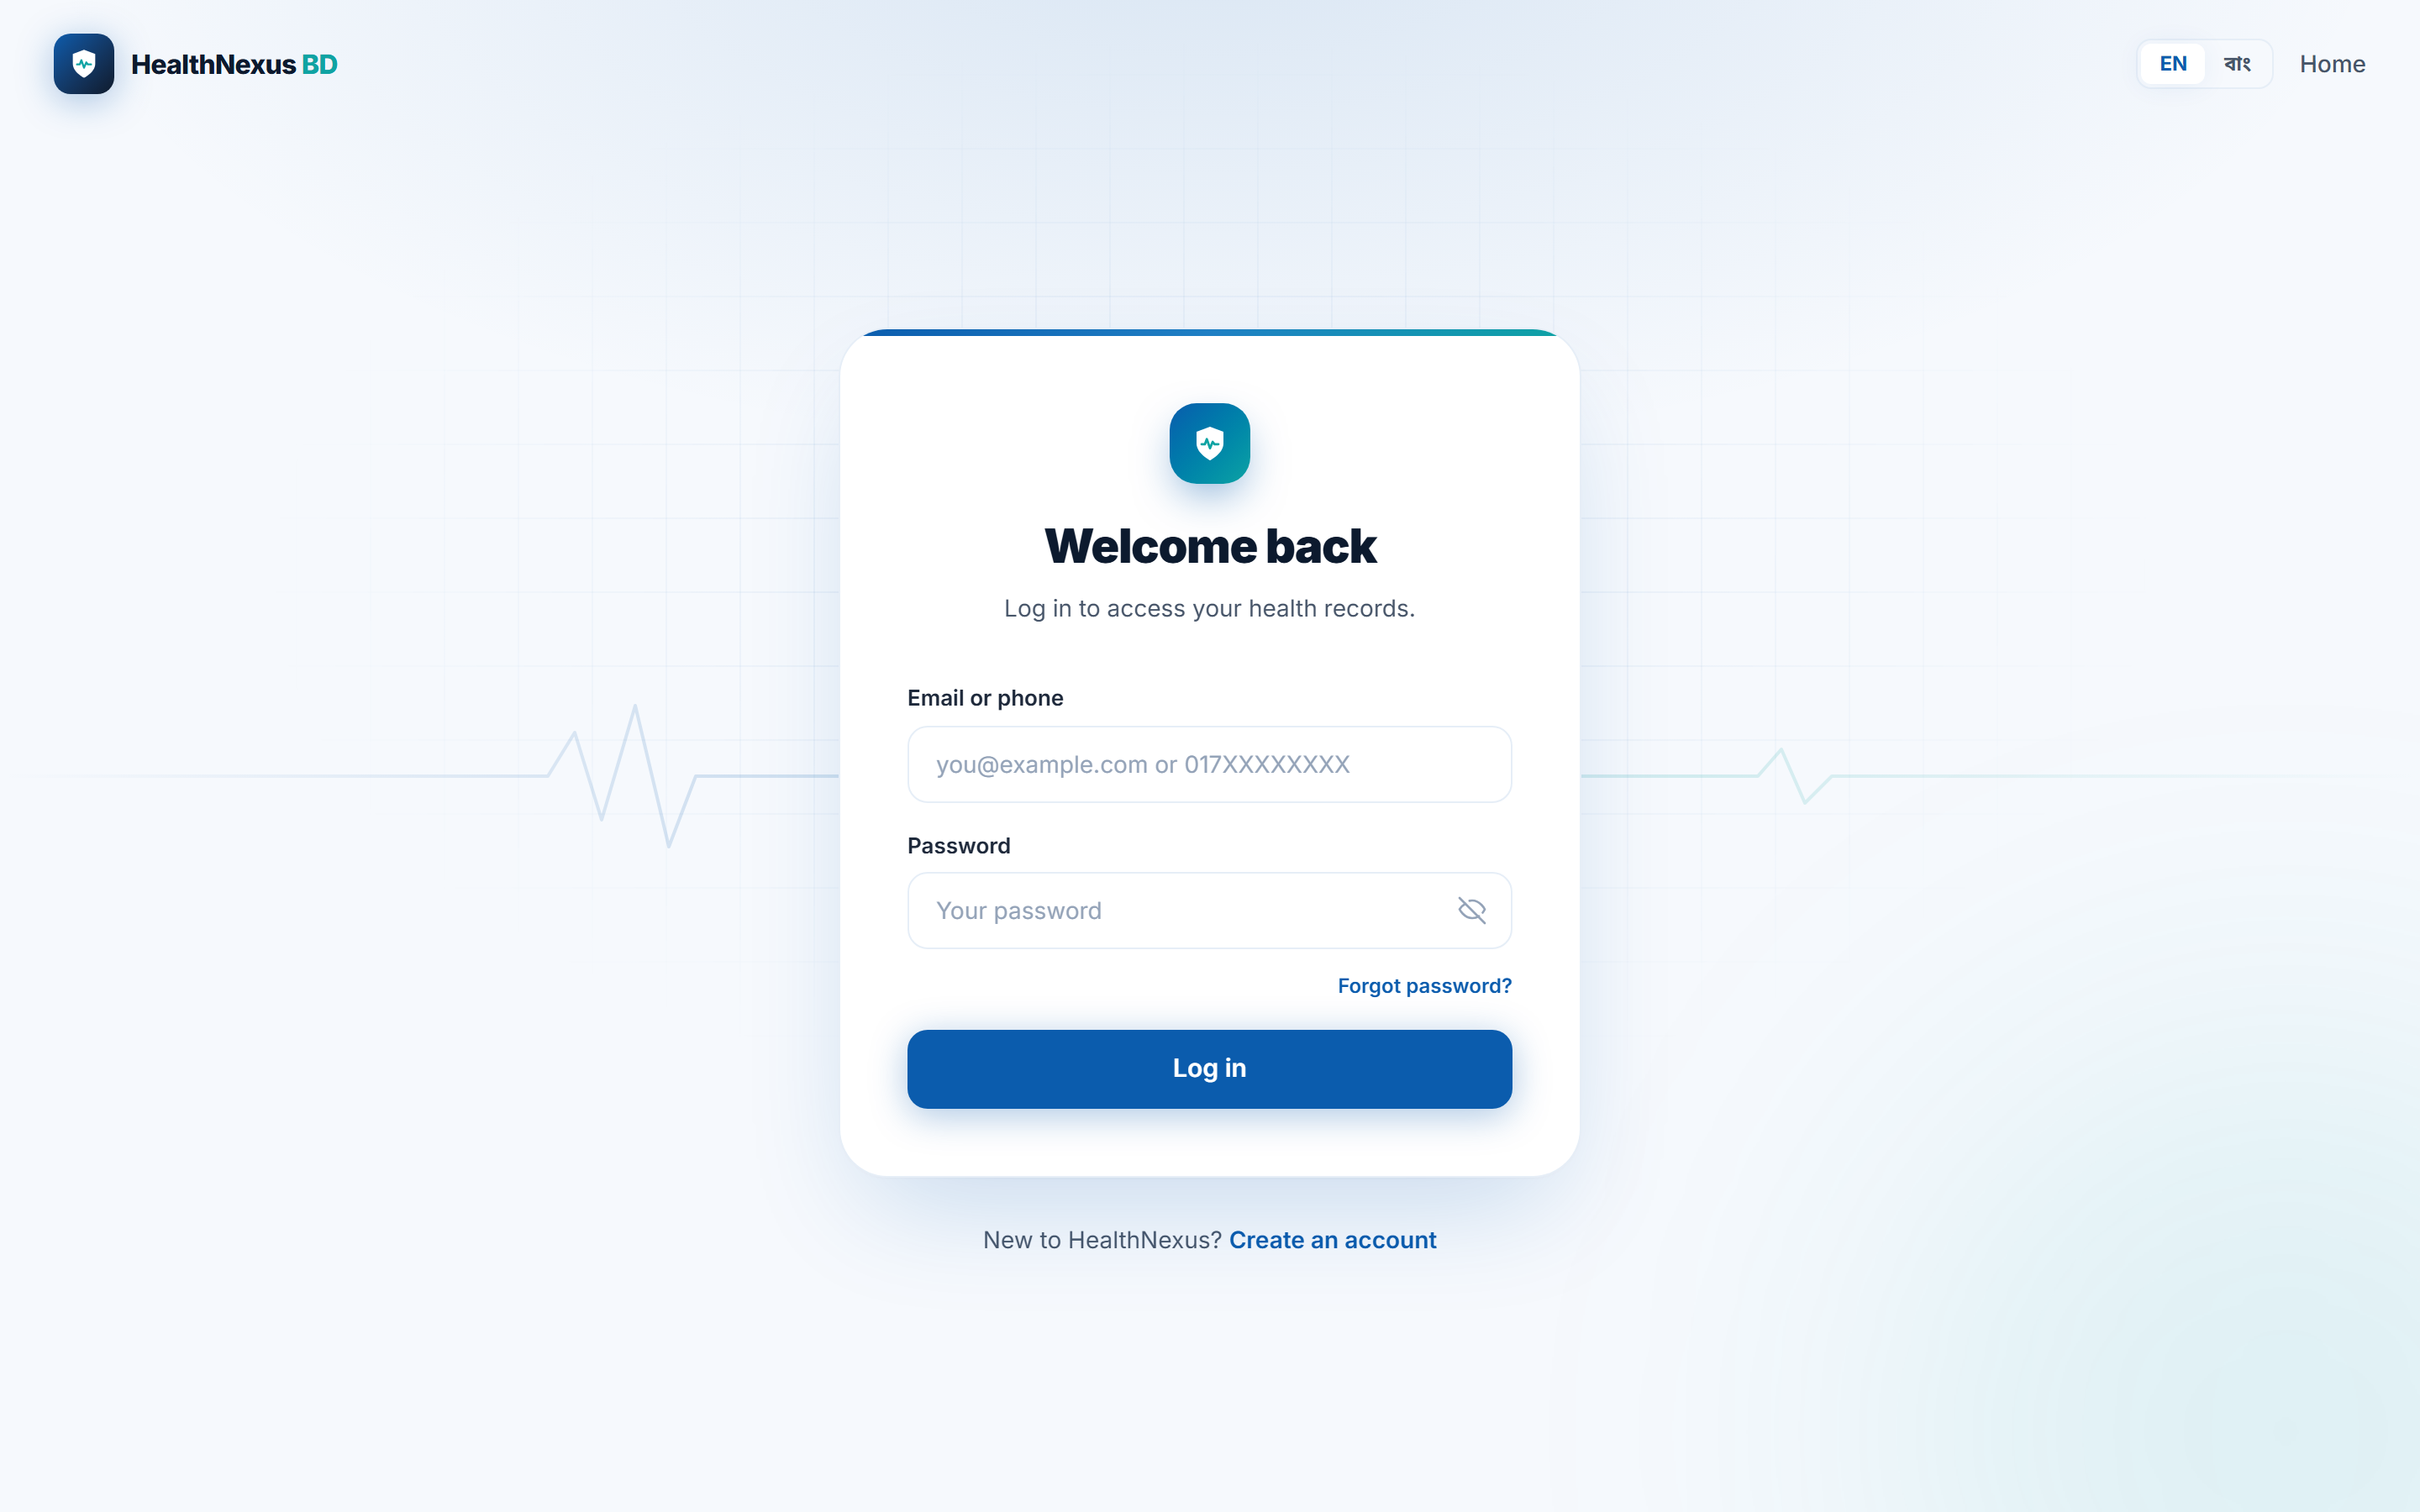 HealthNexus BD
EN বাং Home
Welcome back
Log in to access your health records.
Email or phone
you@example.com or 017XXXXXXXX
Password
Your password
Forgot password?
Log in
New to HealthNexus? Create an account